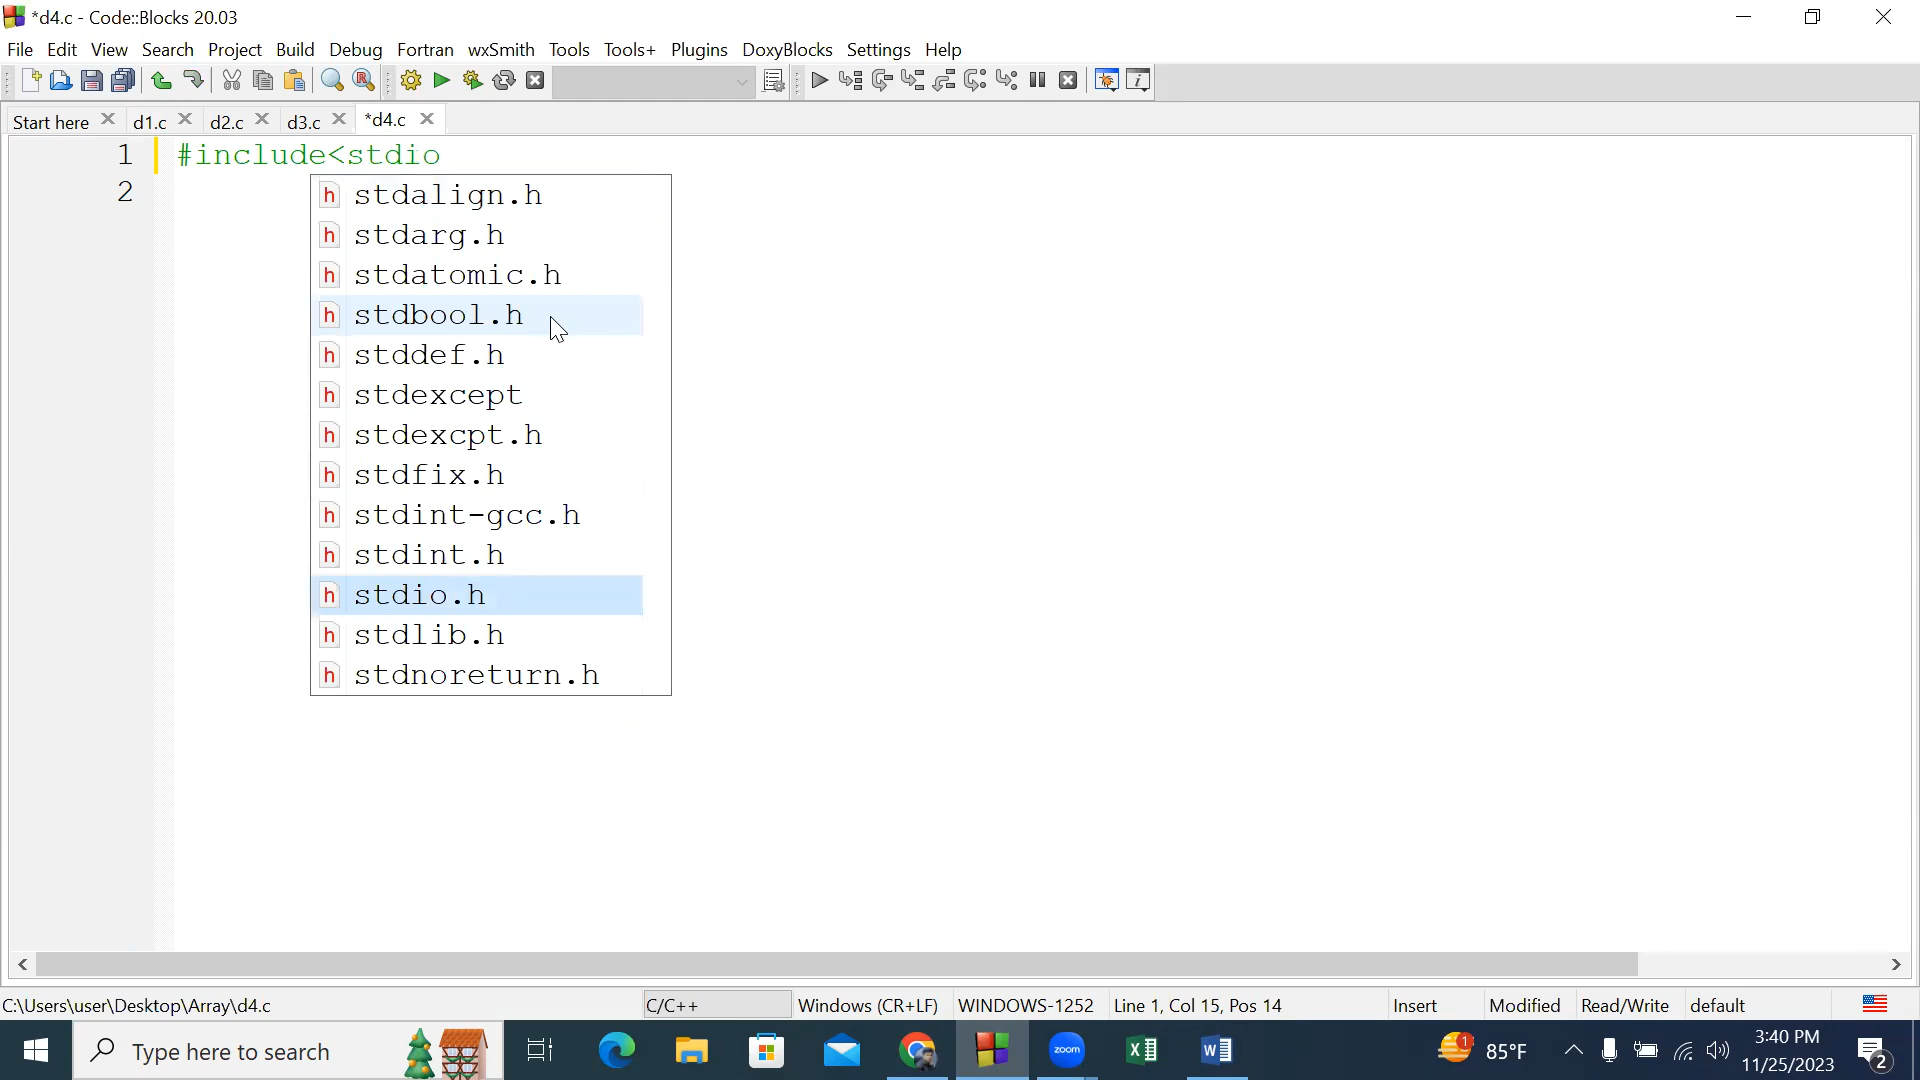 *d4.c - Code::Blocks 20.03
File Edit View Search Project Build Debug Fortran wxSmith Tools Tools+ Plugins DoxyBlocks Settings Help
Start here d1.c d2.c d3.c *d4.c
1 #include<stdio
2
stdalign.h
stdarg.h
stdatomic.h
stdbool.h
stddef.h
stdexcept
stdexcpt.h
stdfix.h
stdint-gcc.h
stdint.h
stdio.h
stdlib.h
stdnoreturn.h
C:\Users\user\Desktop\Array\d4.c C/C++ Windows (CR+LF) WINDOWS-1252 Line 1, Col 15, Pos 14 Insert Modified Read/Write default
Type here to search zoom 1 85°F 3:40 PM
11/25/2023 2